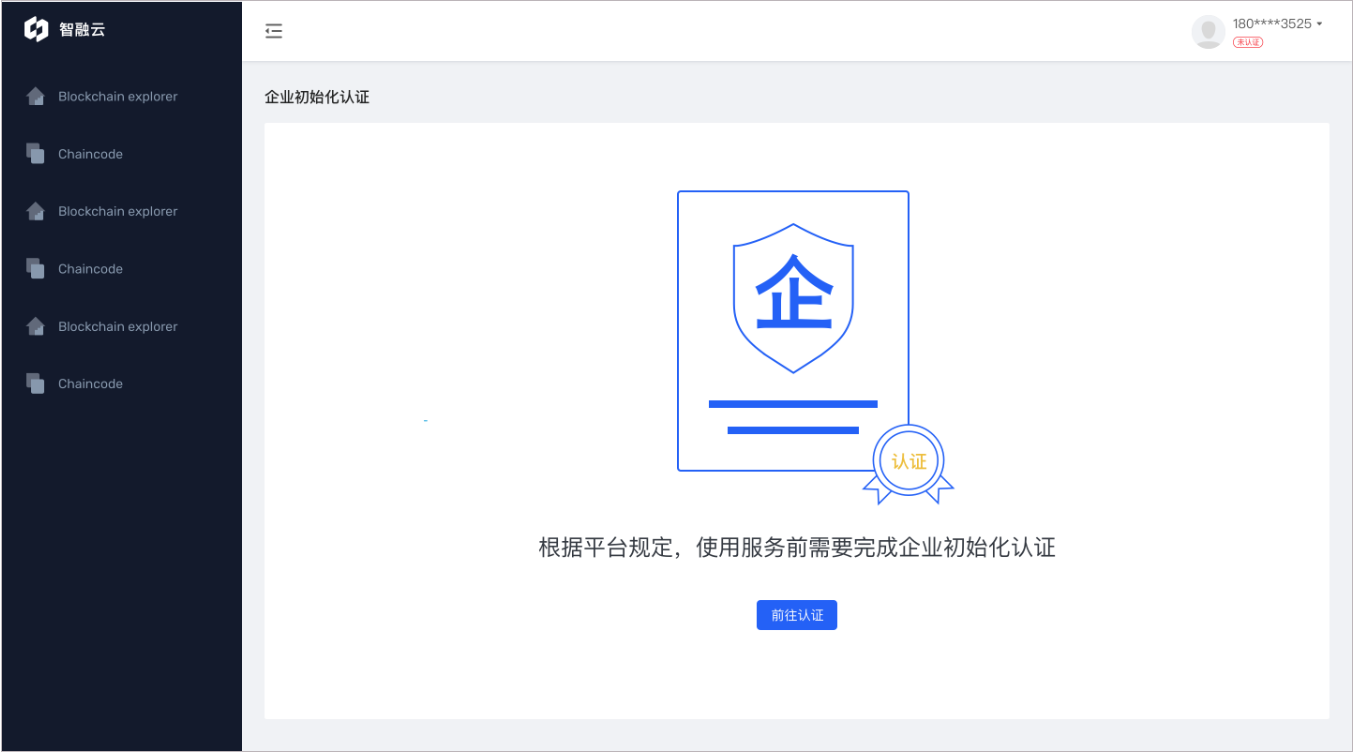 智融云
180****3525
未认证
Blockchain explorer
Chaincode
Blockchain explorer
Chaincode
Blockchain explorer
Chaincode
企业初始化认证
企
认证
根据平台规定，使用服务前需要完成企业初始化认证
前往认证